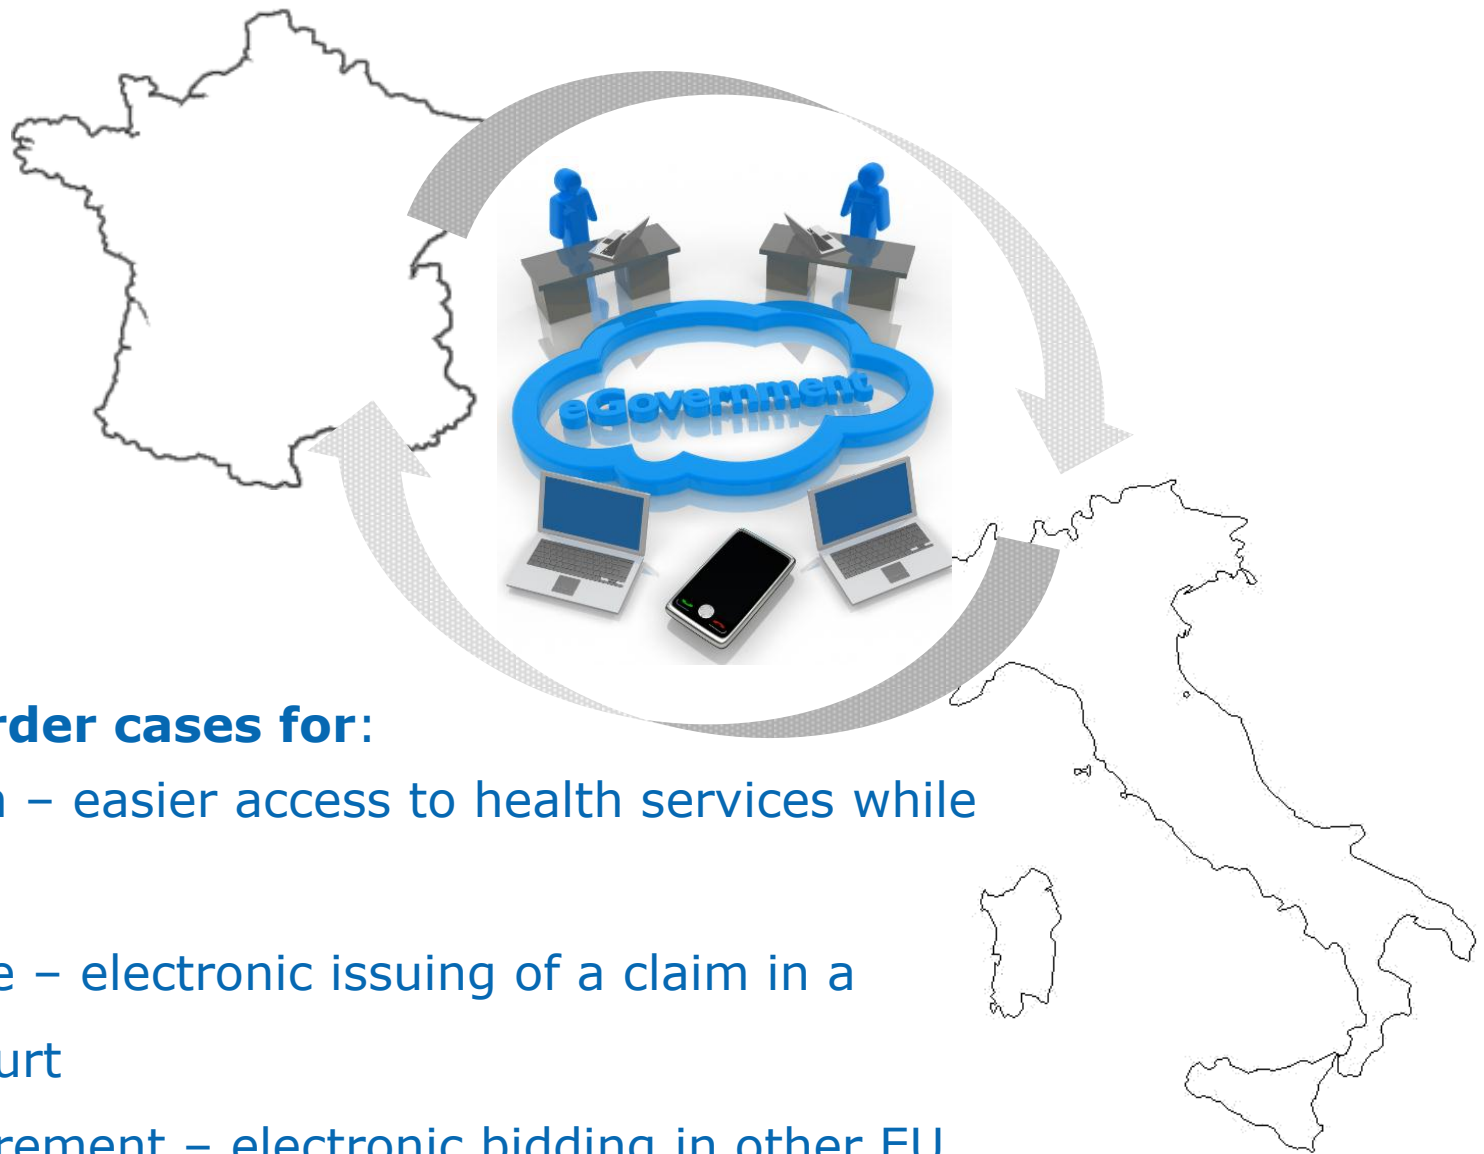 eGovernment
rder cases for:
– easier access to health services while
e – electronic issuing of a claim in a
urt
rement – electronic bidding in other EU